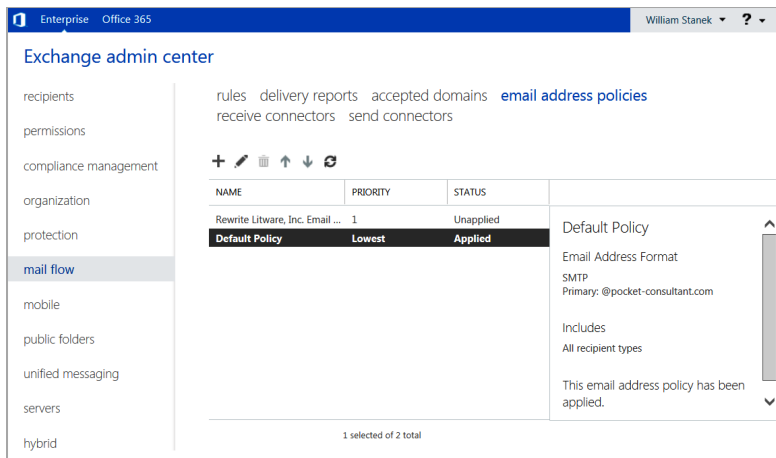 Enterprise Office 365 William Stanek ?
Exchange admin center
recipients
permissions
compliance management
organization
protection
mail flow
mobile
public folders
unified messaging
servers
hybrid
rules delivery reports accepted domains email address policies
receive connectors send connectors
NAME PRIORITY STATUS
Rewrite Litware, Inc. Email ... 1 Unapplied
Default Policy Lowest Applied
1 selected of 2 total
Default Policy
Email Address Format
SMTP
Primary: @pocket-consultant.com
Includes
All recipient types
This email address policy has been
applied.